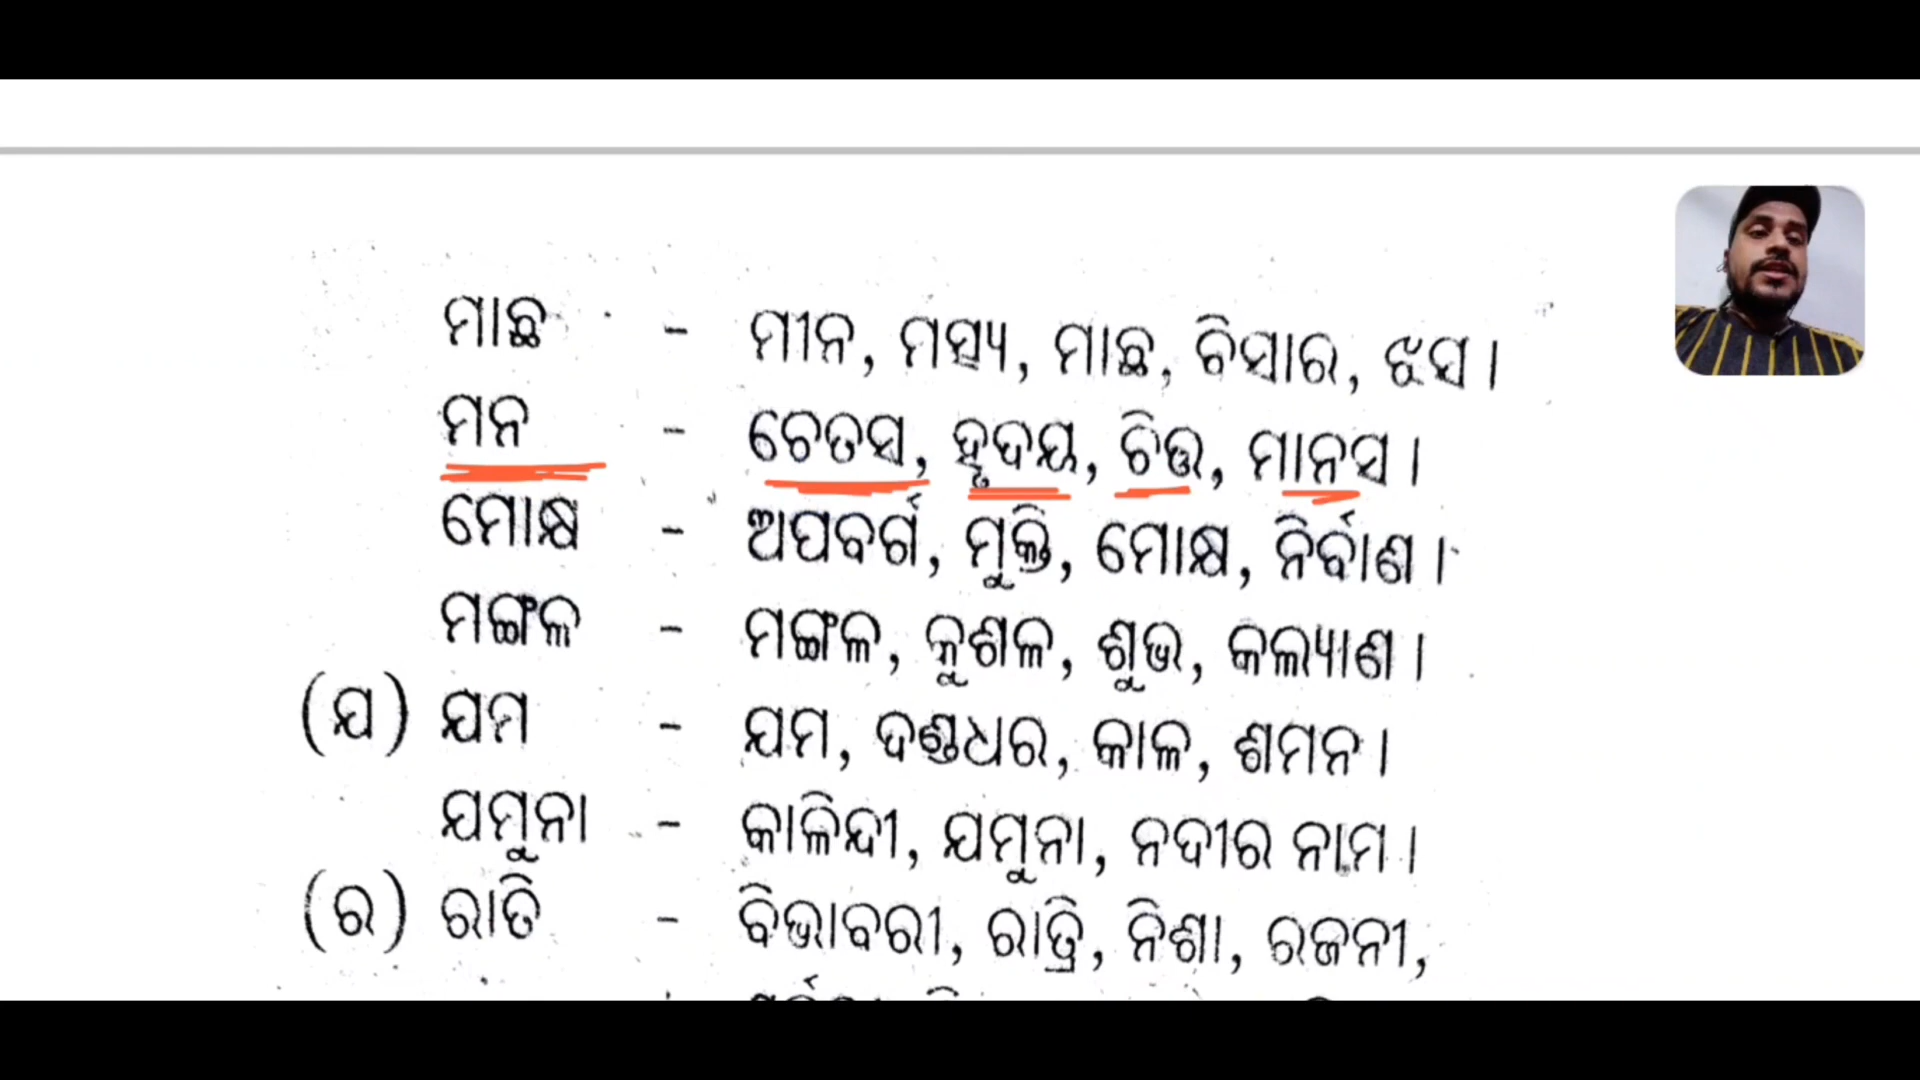 ମାଛ - ମୀନ, ମତ୍ସ୍ୟ, ମାଛ, ବିସାର, ଝସ ।
ମନ - ଚେତସ, ହୃଦୟ, ଚିତ୍ତ, ମାନସ ।
ମୋକ୍ଷ - ଅପବର୍ଗ, ମୁକ୍ତି, ମୋକ୍ଷ, ନିର୍ବାଣ ।
ମଙ୍ଗଳ - ମଙ୍ଗଳ, କୁଶଳ, ଶୁଭ, କଲ୍ୟାଣ ।
(ଯ) ଯମ - ଯମ, ଦଣ୍ଡଧର, କାଳ, ଶମନ ।
ଯମୁନା - କାଳିନ୍ଦୀ, ଯମୁନା, ନଦୀର ନାମ ।
(ର) ରାତି - ବିଭାବରୀ, ରାତ୍ରି, ନିଶା, ରଜନୀ,